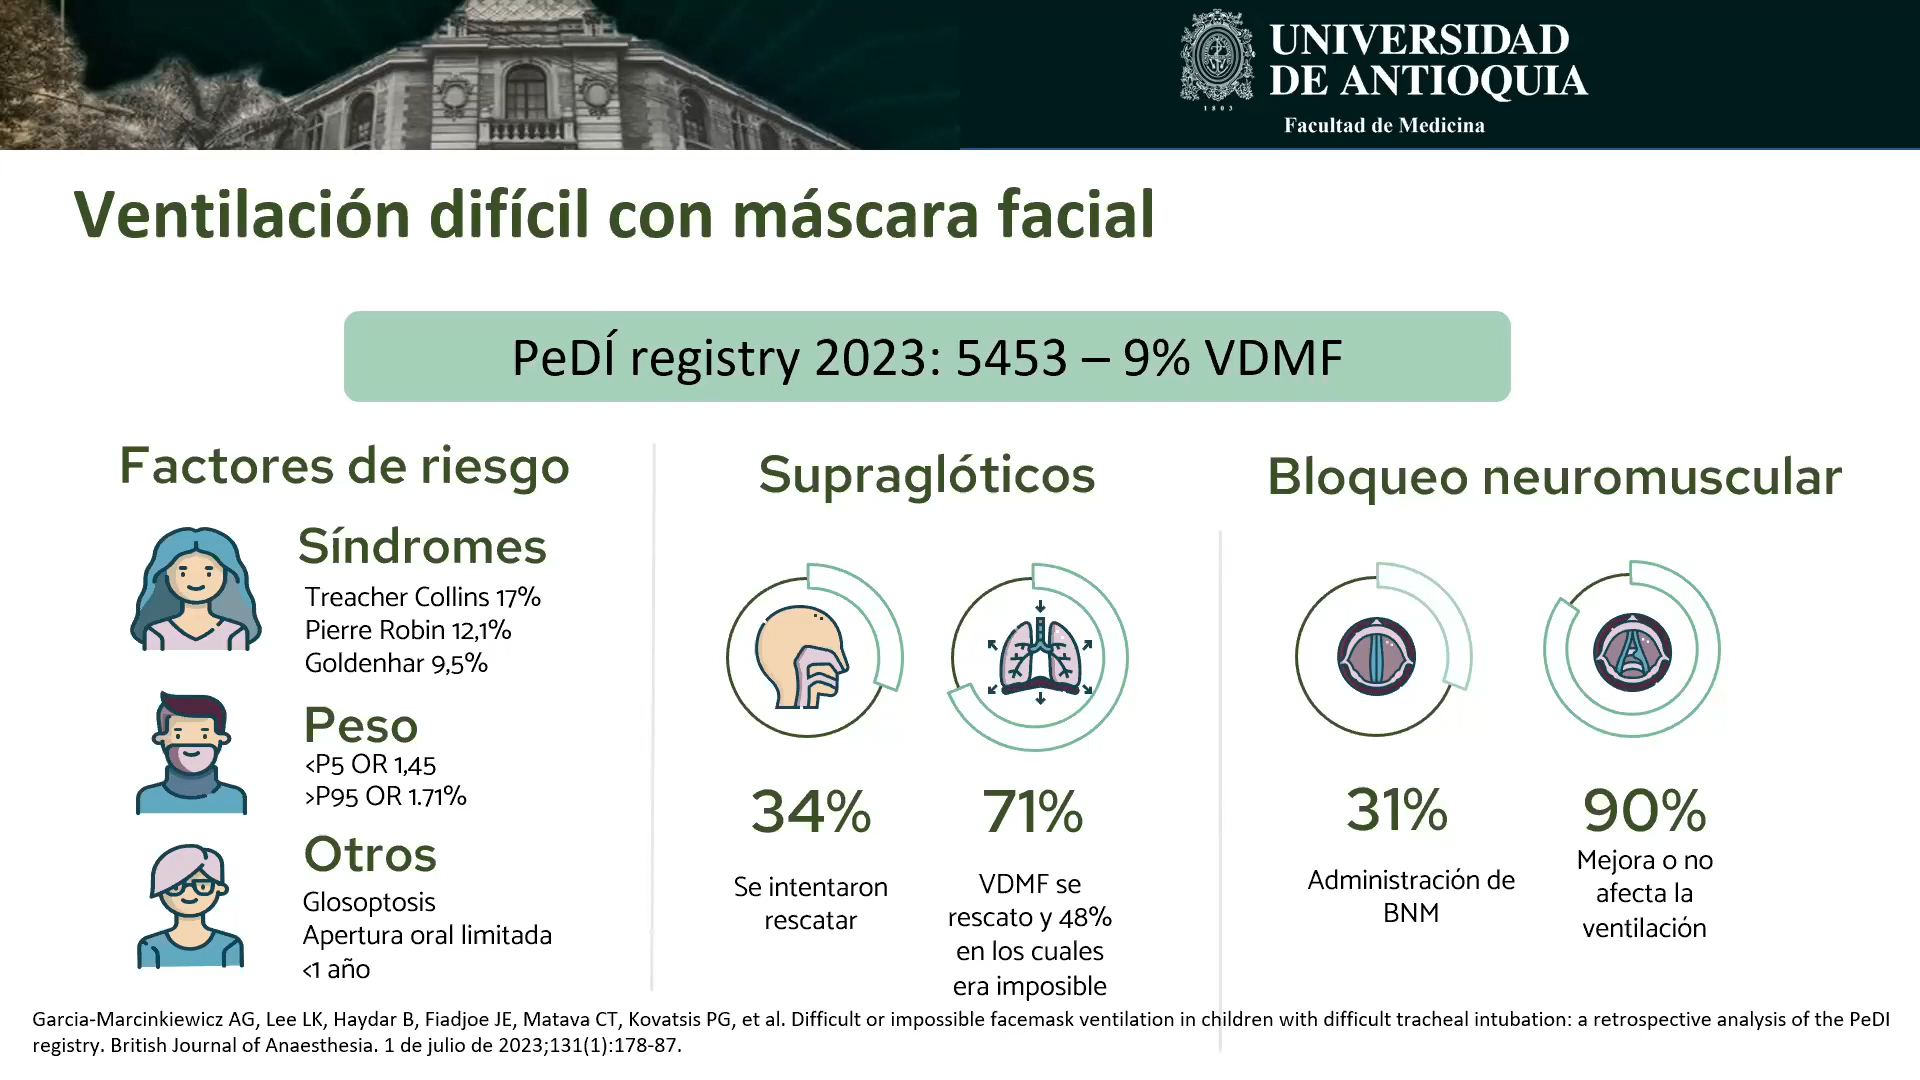 UNIVERSIDAD
DE ANTIOQUIA
1803
Facultad de Medicina
Ventilación difícil con máscara facial
PeDÍ registry 2023: 5453 – 9% VDMF
Factores de riesgo
Síndromes
Treacher Collins 17%
Pierre Robin 12,1%
Goldenhar 9,5%
Peso
<P5 OR 1,45
>P95 OR 1.71%
Otros
Glosoptosis
Apertura oral limitada
<1 año
Supraglóticos
34%
Se intentaron
rescatar
71%
VDMF se
rescato y 48%
en los cuales
era imposible
Bloqueo neuromuscular
31%
Administración de
BNM
90%
Mejora o no
afecta la
ventilación
Garcia-Marcinkiewicz AG, Lee LK, Haydar B, Fiadjoe JE, Matava CT, Kovatsis PG, et al. Difficult or impossible facemask ventilation in children with difficult tracheal intubation: a retrospective analysis of the PeDI
registry. British Journal of Anaesthesia. 1 de julio de 2023;131(1):178-87.